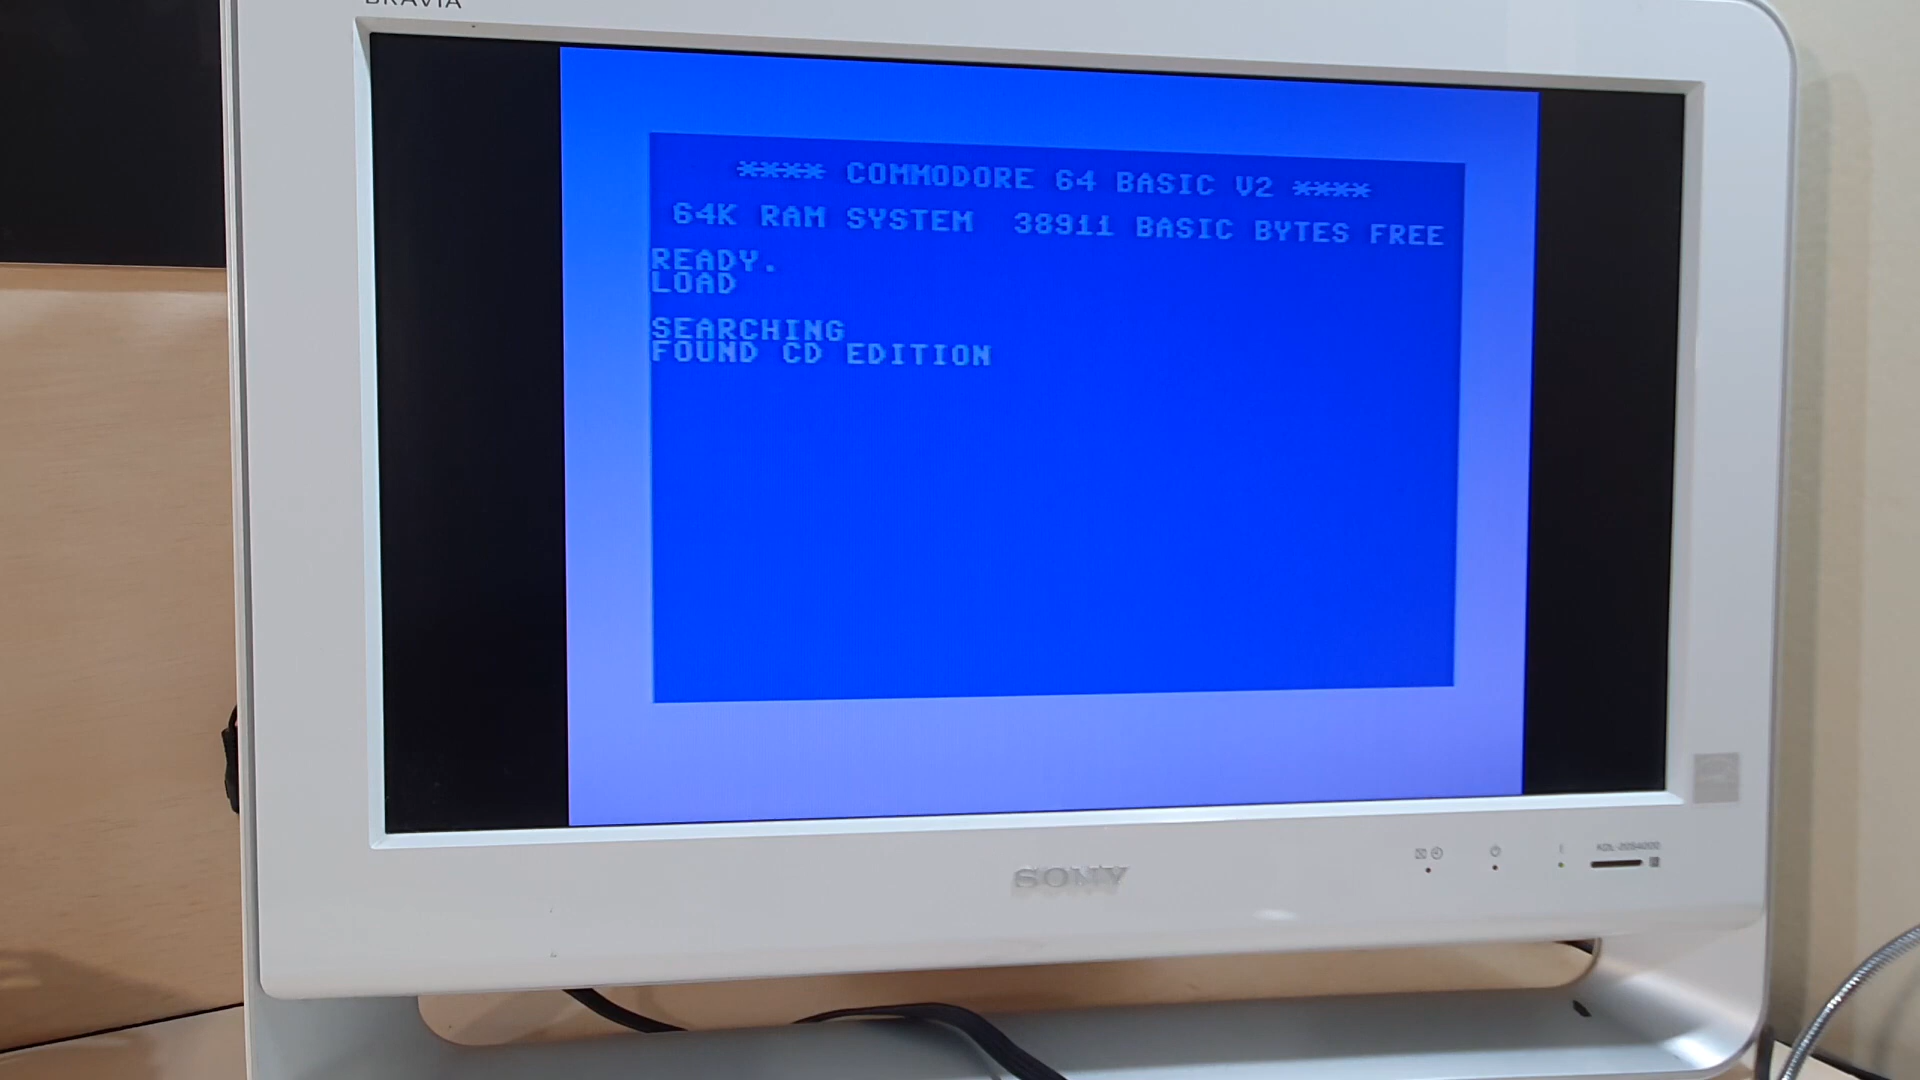 BRAVIA
**** COMMODORE 64 BASIC V2 ****
64K RAM SYSTEM  38911 BASIC BYTES FREE
READY.
LOAD
SEARCHING
FOUND CD EDITION
SONY